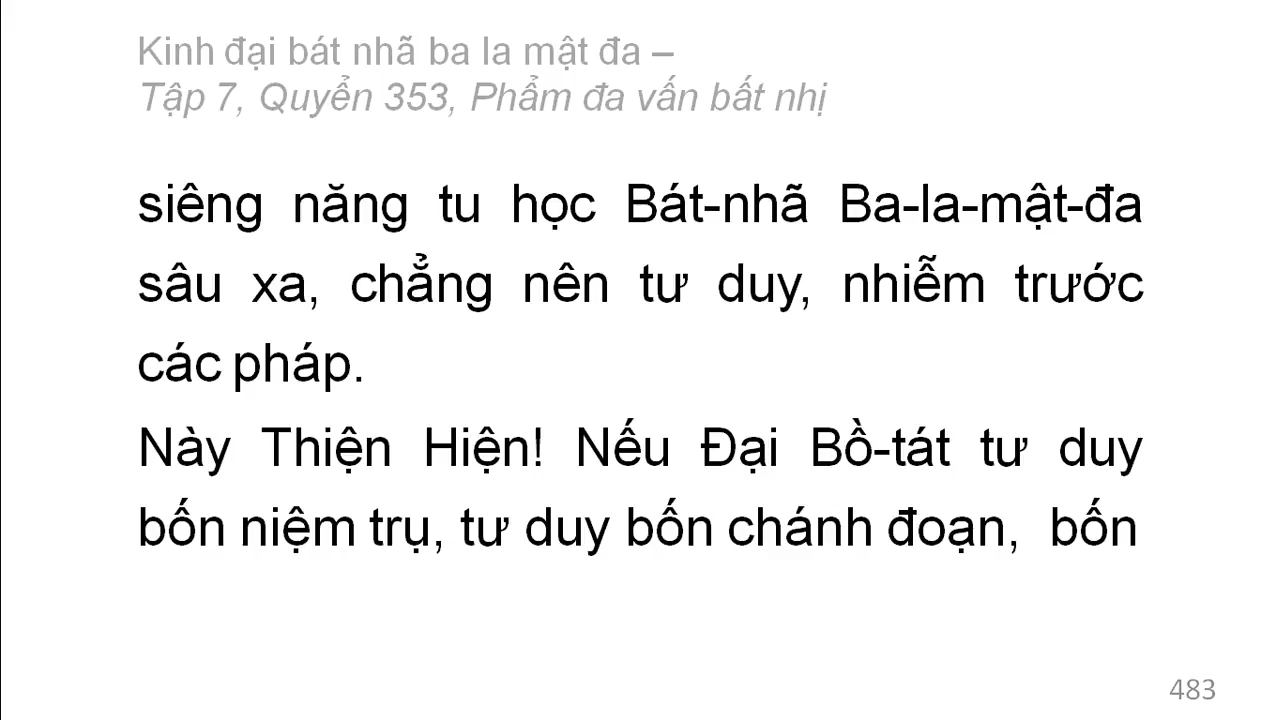 Kinh đại bát nhã ba la mật đa –
Tập 7, Quyển 353, Phẩm đa vấn bất nhị
siêng năng tu học Bát-nhã Ba-la-mật-đa
sâu xa, chẳng nên tư duy, nhiễm trước
các pháp.
Này Thiện Hiện! Nếu Đại Bồ-tát tư duy
bốn niệm trụ, tư duy bốn chánh đoạn, bốn
483